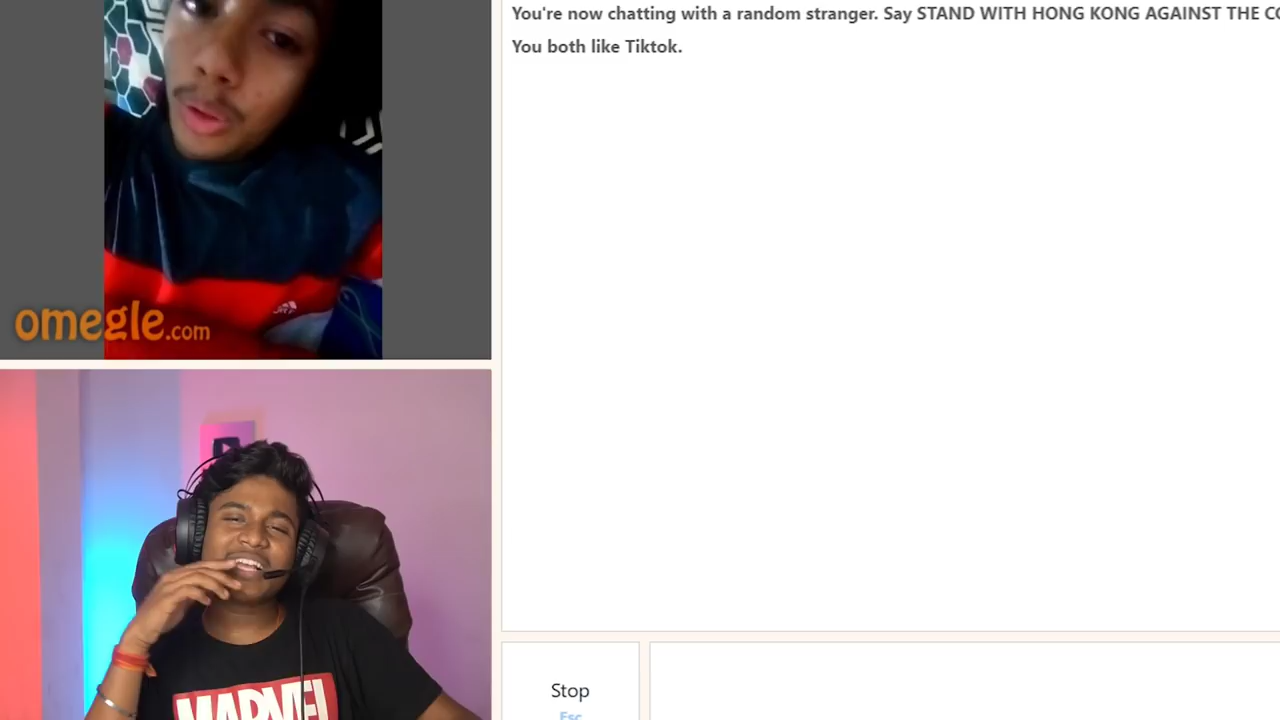 You're now chatting with a random stranger. Say STAND WITH HONG KONG AGAINST THE
You both like Tiktok.
omegle.com
MARVEL
Stop
Esc